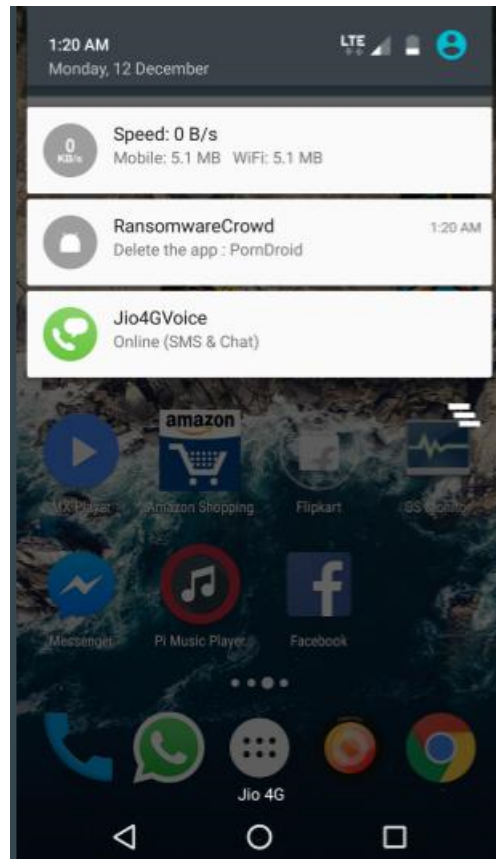 1:20 AM
Monday, 12 December
LTE
0
KB/s
Speed: 0 B/s
Mobile: 5.1 MB WiFi: 5.1 MB
RansomwareCrowd
1:20 AM
Delete the app : PornDroid
Jio4GVoice
Online (SMS & Chat)
amazon
MX Player
Amazon Shopping
Flipkart
OS Monitor
Messenger
Pi Music Player
Facebook
Jio 4G